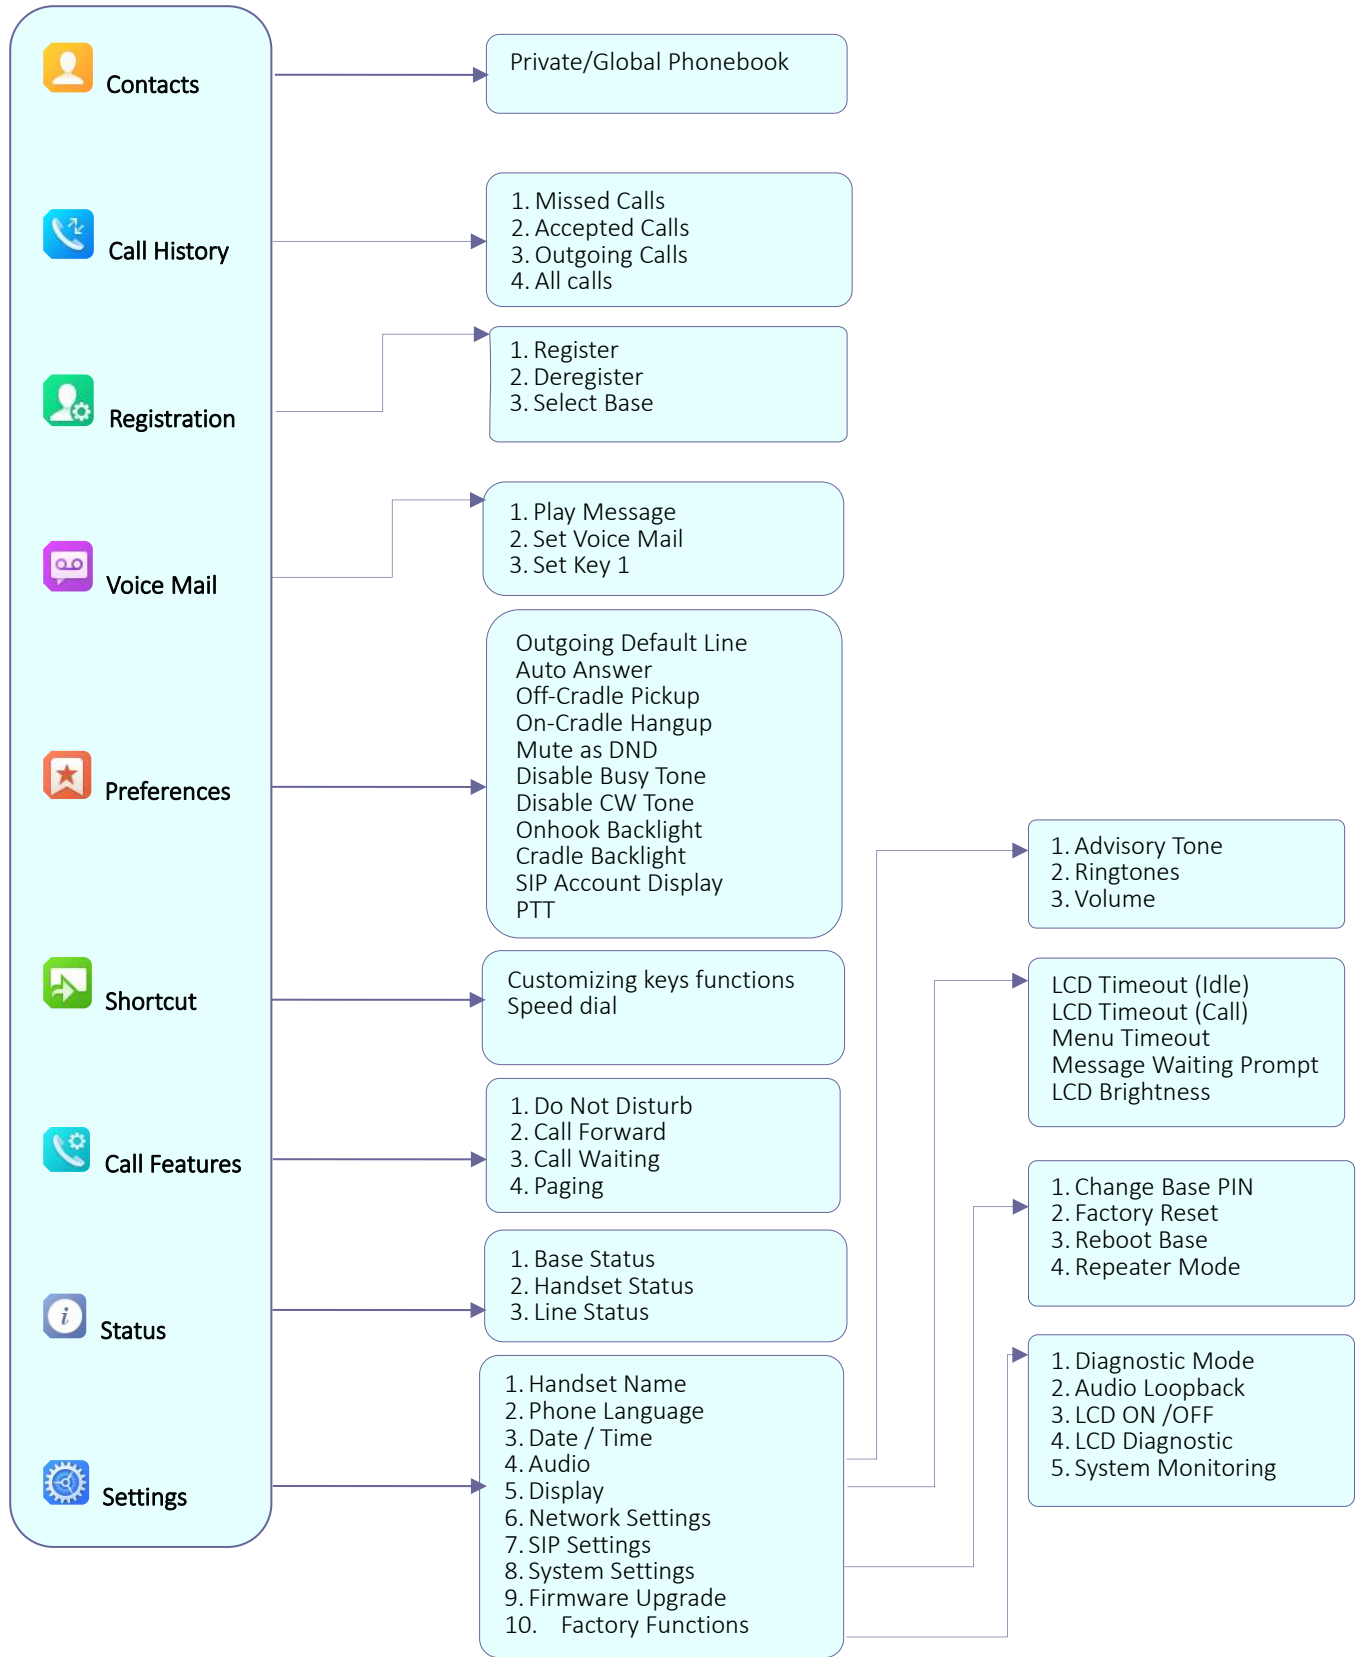 Contacts
Private/Global Phonebook
Call History
1. Missed Calls
2. Accepted Calls
3. Outgoing Calls
4. All calls
Registration
1. Register
2. Deregister
3. Select Base
Voice Mail
1. Play Message
2. Set Voice Mail
3. Set Key 1
Preferences
Outgoing Default Line
Auto Answer
Off-Cradle Pickup
On-Cradle Hangup
Mute as DND
Disable Busy Tone
Disable CW Tone
Onhook Backlight
Cradle Backlight
SIP Account Display
PTT
Shortcut
Customizing keys functions
Speed dial
Call Features
1. Do Not Disturb
2. Call Forward
3. Call Waiting
4. Paging
Status
1. Base Status
2. Handset Status
3. Line Status
Settings
1. Handset Name
2. Phone Language
3. Date / Time
4. Audio
5. Display
6. Network Settings
7. SIP Settings
8. System Settings
9. Firmware Upgrade
10. Factory Functions
1. Advisory Tone
2. Ringtones
3. Volume
LCD Timeout (Idle)
LCD Timeout (Call)
Menu Timeout
Message Waiting Prompt
LCD Brightness
1. Change Base PIN
2. Factory Reset
3. Reboot Base
4. Repeater Mode
1. Diagnostic Mode
2. Audio Loopback
3. LCD ON /OFF
4. LCD Diagnostic
5. System Monitoring